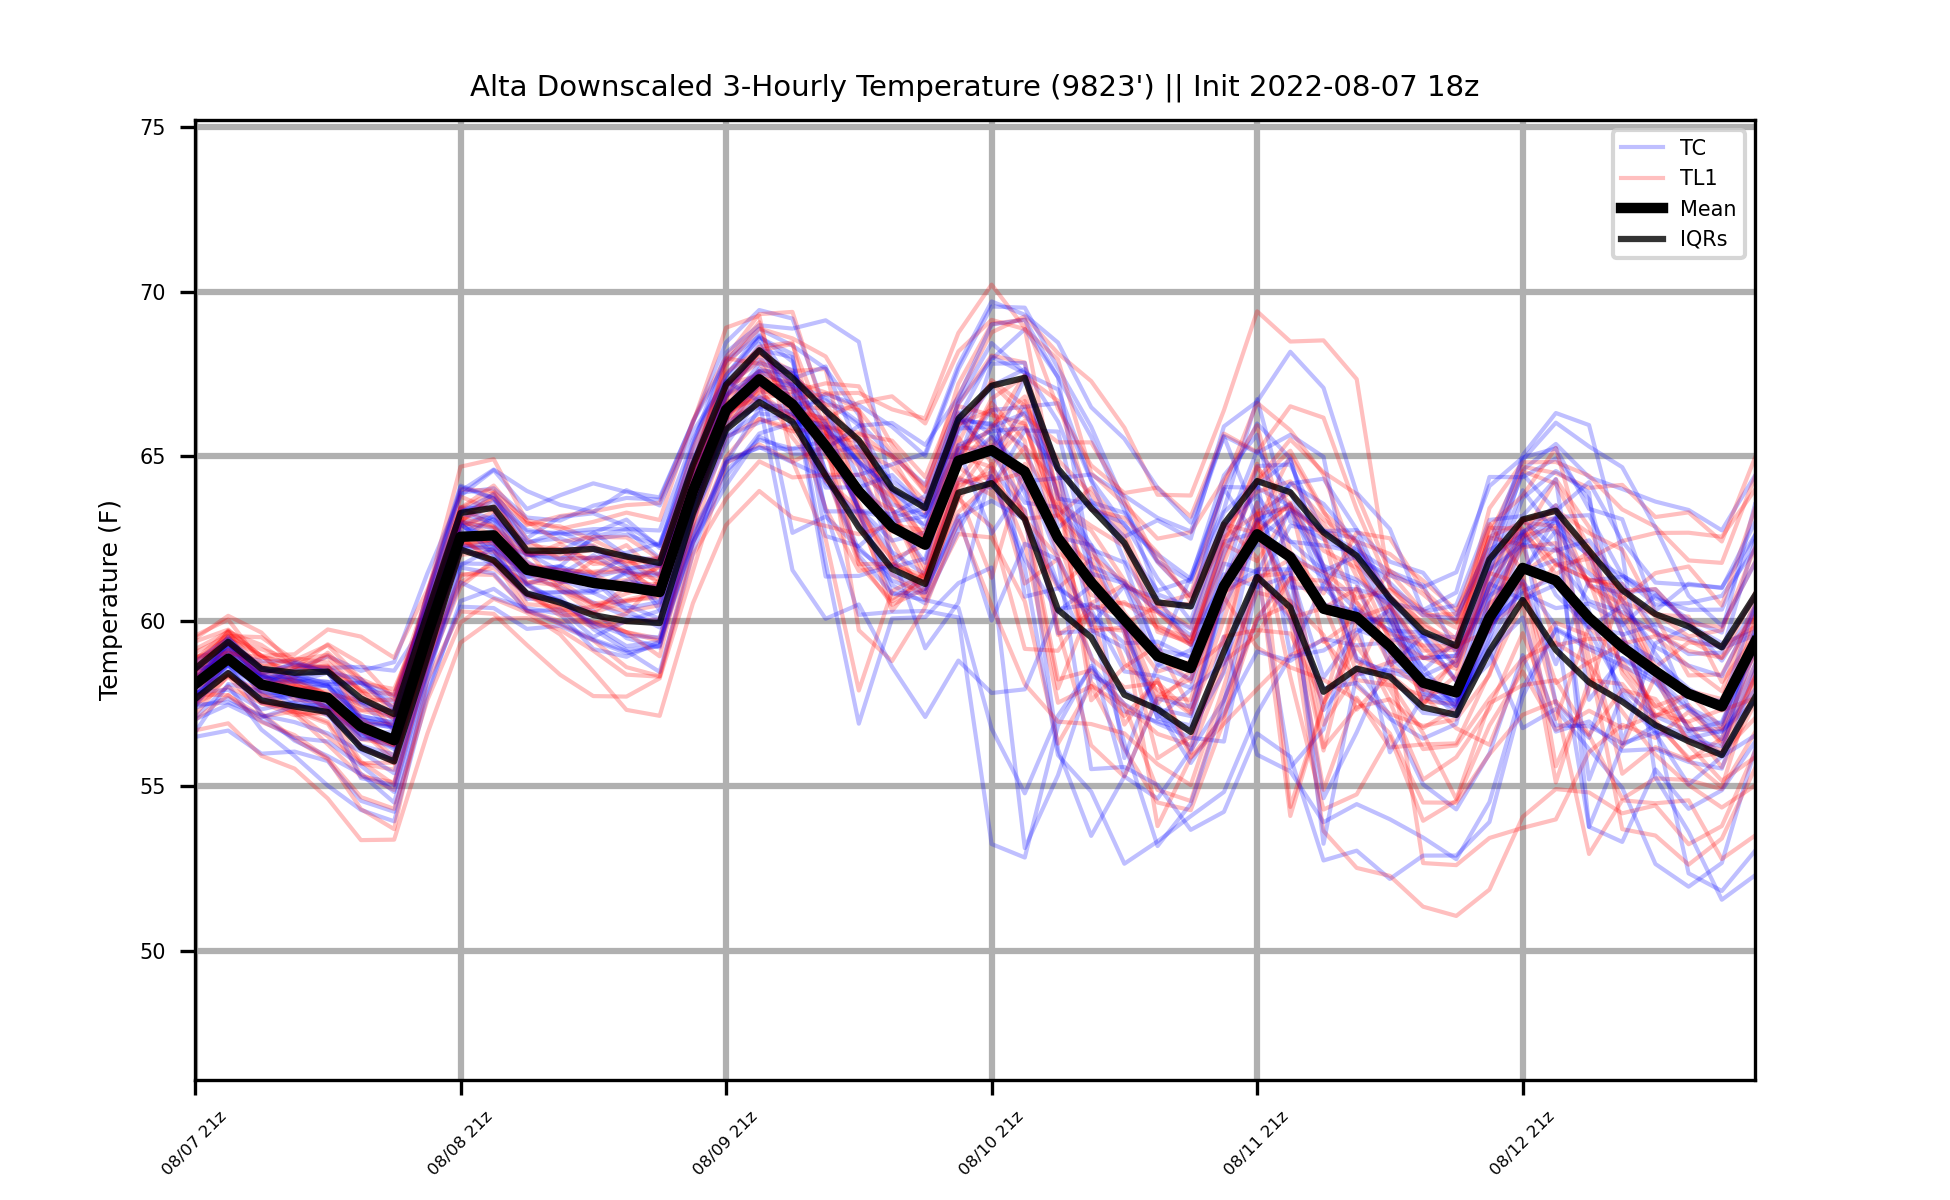 Alta Downscaled 3-Hourly Temperature (9823') || Init 2022-08-07 18z
TC
TL1
Mean
IQRs
Temperature (F)
75
70
65
60
55
50
08/07 21z
08/08 21z
08/09 21z
08/10 21z
08/11 21z
08/12 21z